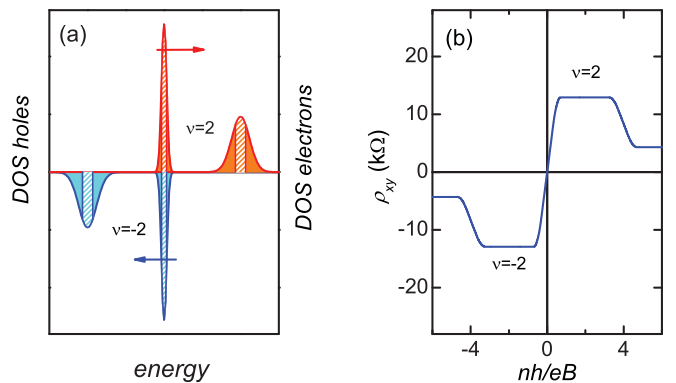 (a)
DOS holes
ν=2
ν=-2
DOS electrons
energy
(b)
ρxy (kΩ)
20
10
0
-10
-20
ν=2
ν=-2
-4
0
4
nh/eB